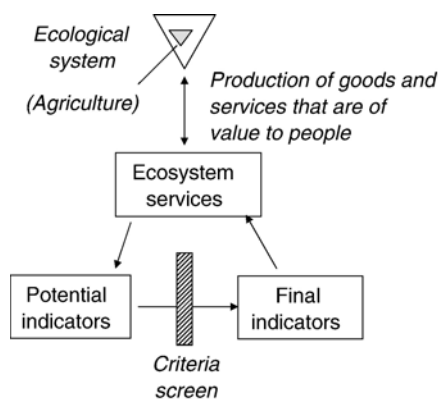 Ecological
system
(Agriculture)
Production of goods and
services that are of
value to people
Ecosystem
services
Potential
indicators
Final
indicators
Criteria
screen